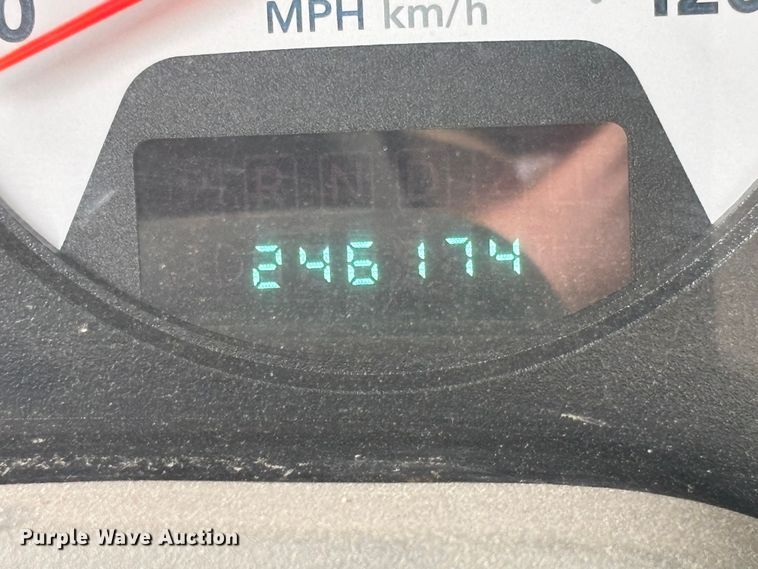 MPH km/h
R N D
246174
Purple Wave Auction